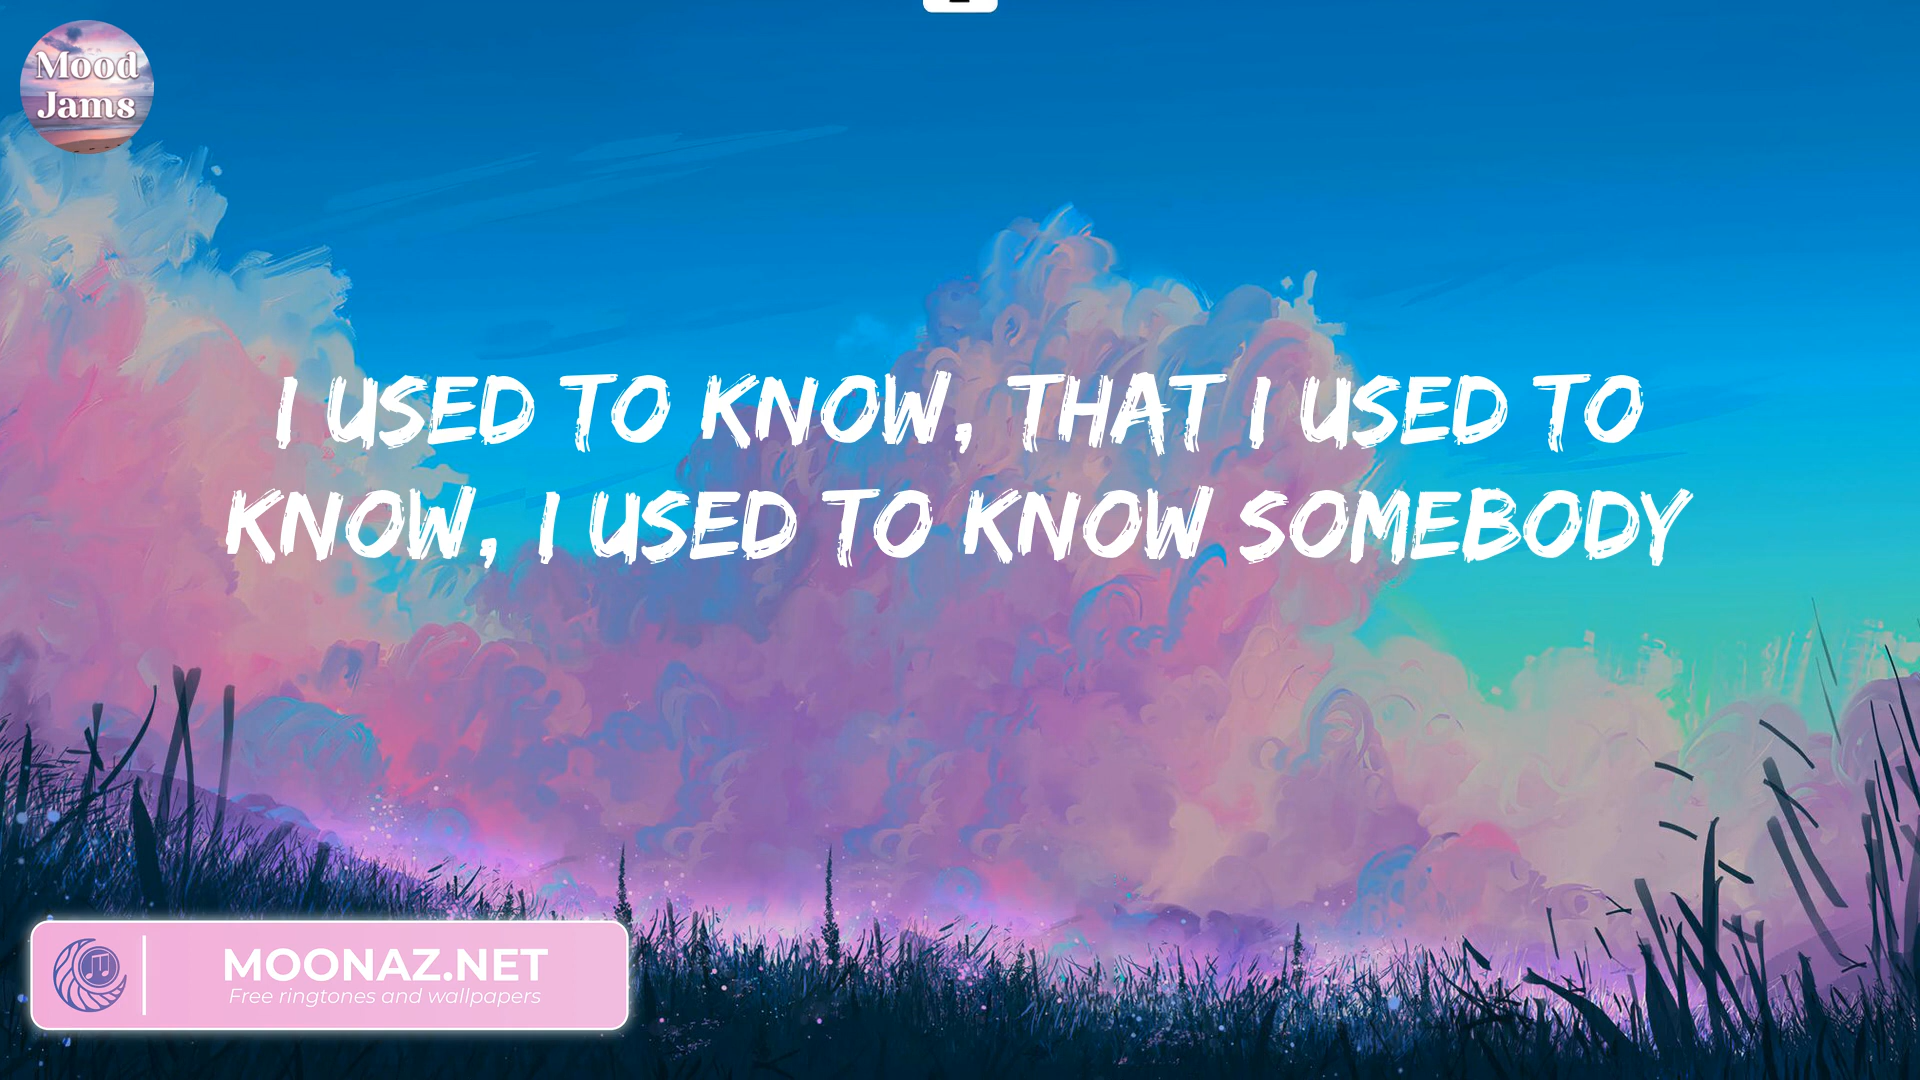 Mood
Jams
I USED TO KNOW, THAT I USED TO
KNOW, I USED TO KNOW SOMEBODY
MOONAZ.NET
Free ringtones and wallpapers